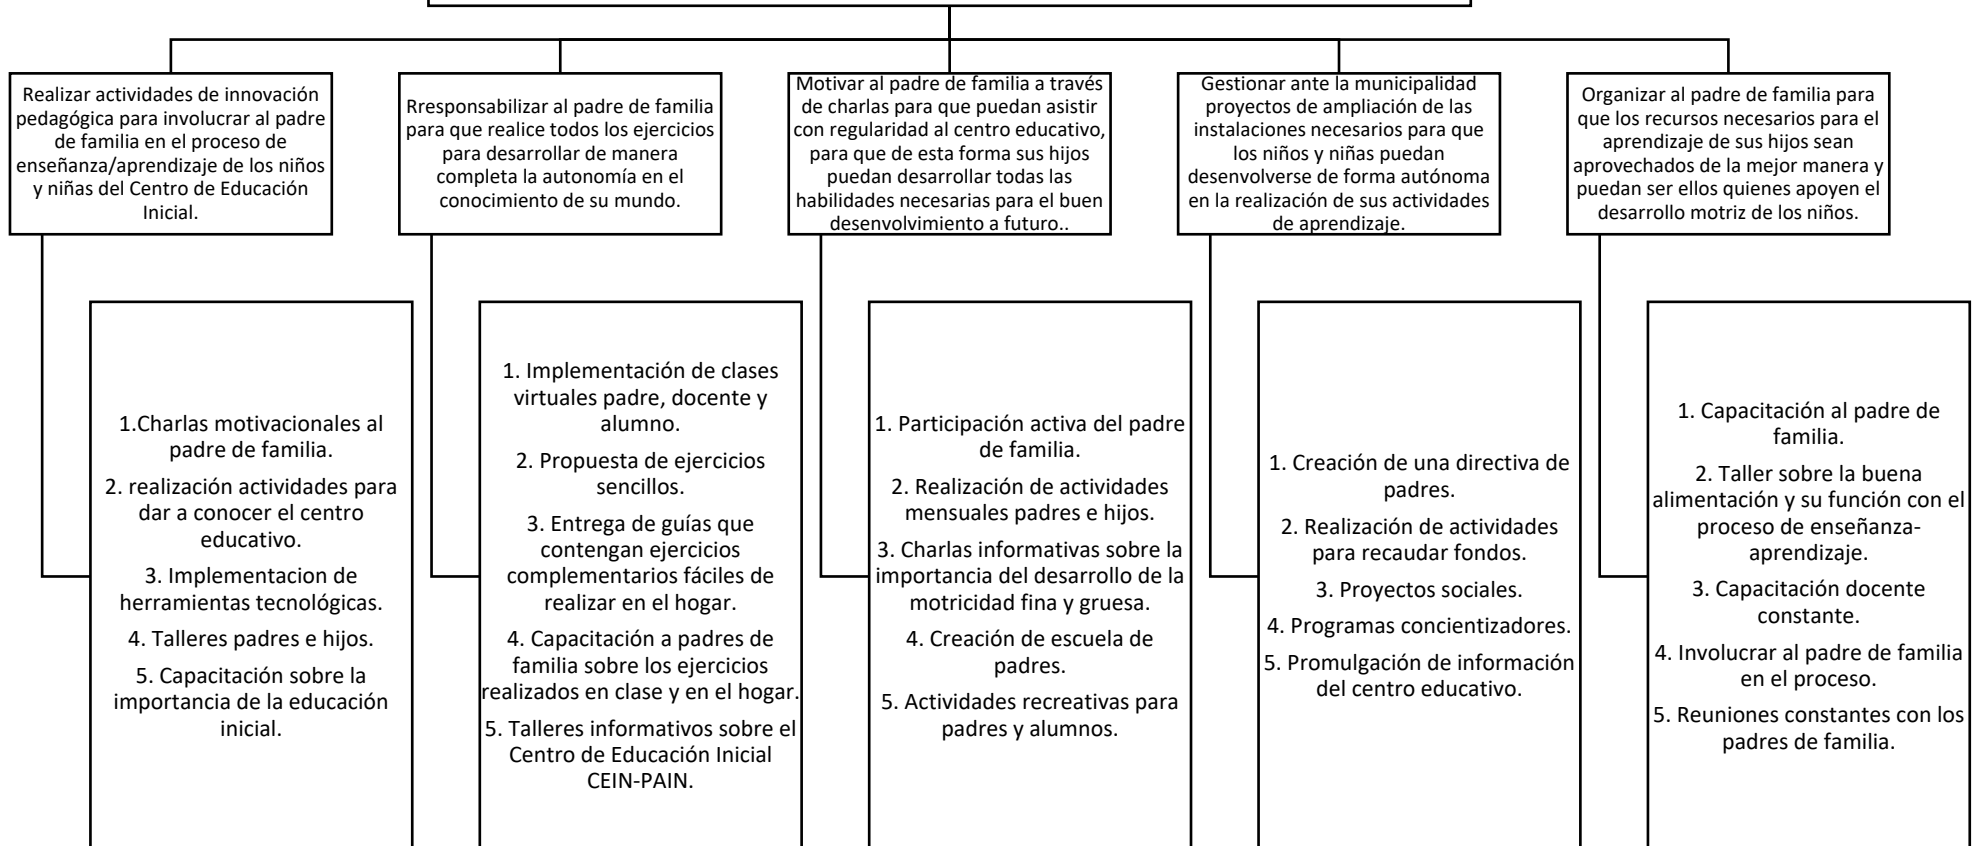 Realizar actividades de innovación
pedagógica para involucrar al padre
de familia en el proceso de
enseñanza/aprendizaje de los niños
y niñas del Centro de Educación
Inicial.
Rresponsabilizar al padre de familia
para que realice todos los ejercicios
para desarrollar de manera
completa la autonomía en el
conocimiento de su mundo.
Motivar al padre de familia a través
de charlas para que puedan asistir
con regularidad al centro educativo,
para que de esta forma sus hijos
puedan desarrollar todas las
habilidades necesarias para el buen
desenvolvimiento a futuro..
Gestionar ante la municipalidad
proyectos de ampliación de las
instalaciones necesarios para que
los niños y niñas puedan
desenvolverse de forma autónoma
en la realización de sus actividades
de aprendizaje.
Organizar al padre de familia para
que los recursos necesarios para el
aprendizaje de sus hijos sean
aprovechados de la mejor manera y
puedan ser ellos quienes apoyen el
desarrollo motriz de los niños.
1.Charlas motivacionales al
padre de familia.
2. realización actividades para
dar a conocer el centro
educativo.
3. Implementacion de
herramientas tecnológicas.
4. Talleres padres e hijos.
5. Capacitación sobre la
importancia de la educación
inicial.
1. Implementación de clases
virtuales padre, docente y
alumno.
2. Propuesta de ejercicios
sencillos.
3. Entrega de guías que
contengan ejercicios
complementarios fáciles de
realizar en el hogar.
4. Capacitación a padres de
familia sobre los ejercicios
realizados en clase y en el hogar.
5. Talleres informativos sobre el
Centro de Educación Inicial
CEIN-PAIN.
1. Participación activa del padre
de familia.
2. Realización de actividades
mensuales padres e hijos.
3. Charlas informativas sobre la
importancia del desarrollo de la
motricidad fina y gruesa.
4. Creación de escuela de
padres.
5. Actividades recreativas para
padres y alumnos.
1. Creación de una directiva de
padres.
2. Realización de actividades
para recaudar fondos.
3. Proyectos sociales.
4. Programas concientizadores.
5. Promulgación de información
del centro educativo.
1. Capacitación al padre de
familia.
2. Taller sobre la buena
alimentación y su función con el
proceso de enseñanza-
aprendizaje.
3. Capacitación docente
constante.
4. Involucrar al padre de familia
en el proceso.
5. Reuniones constantes con los
padres de familia.